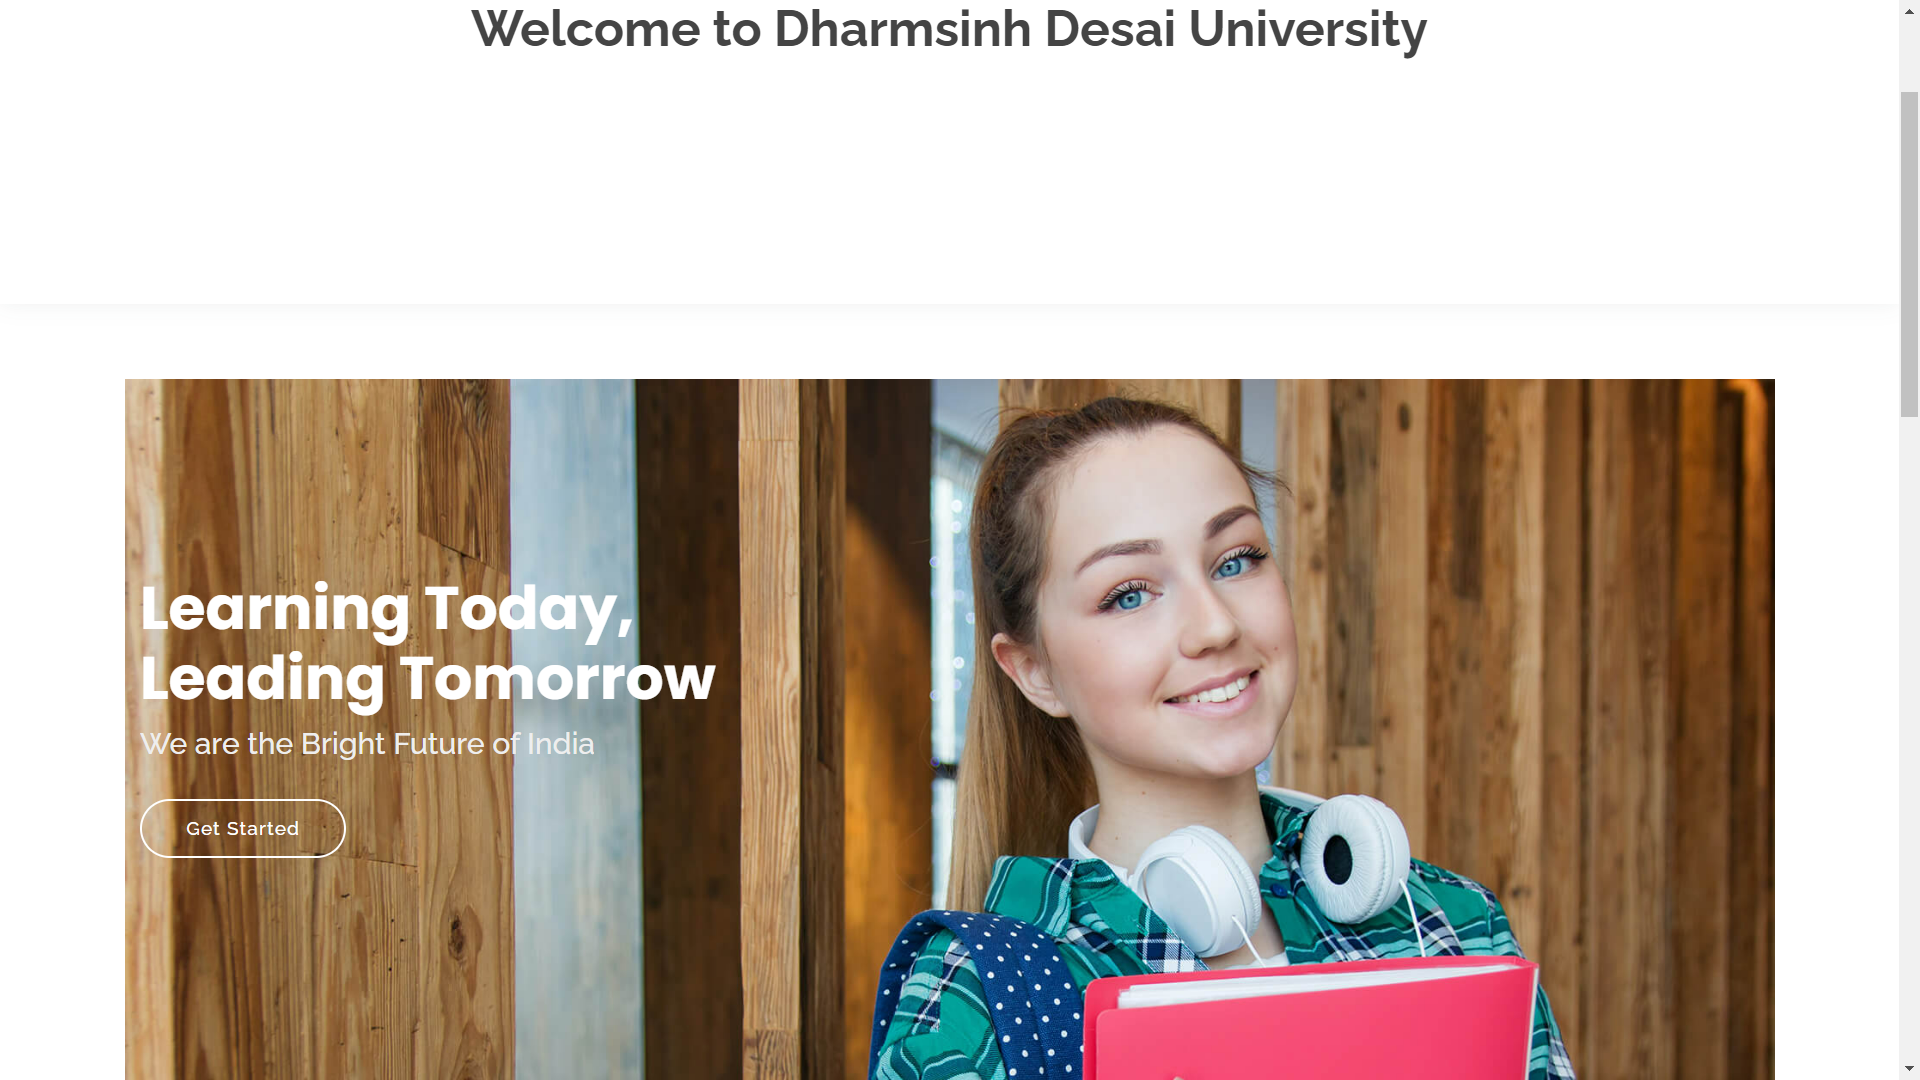 Welcome to Dharmsinh Desai University
Learning Today,
Leading Tomorrow
We are the Bright Future of India
Get Started